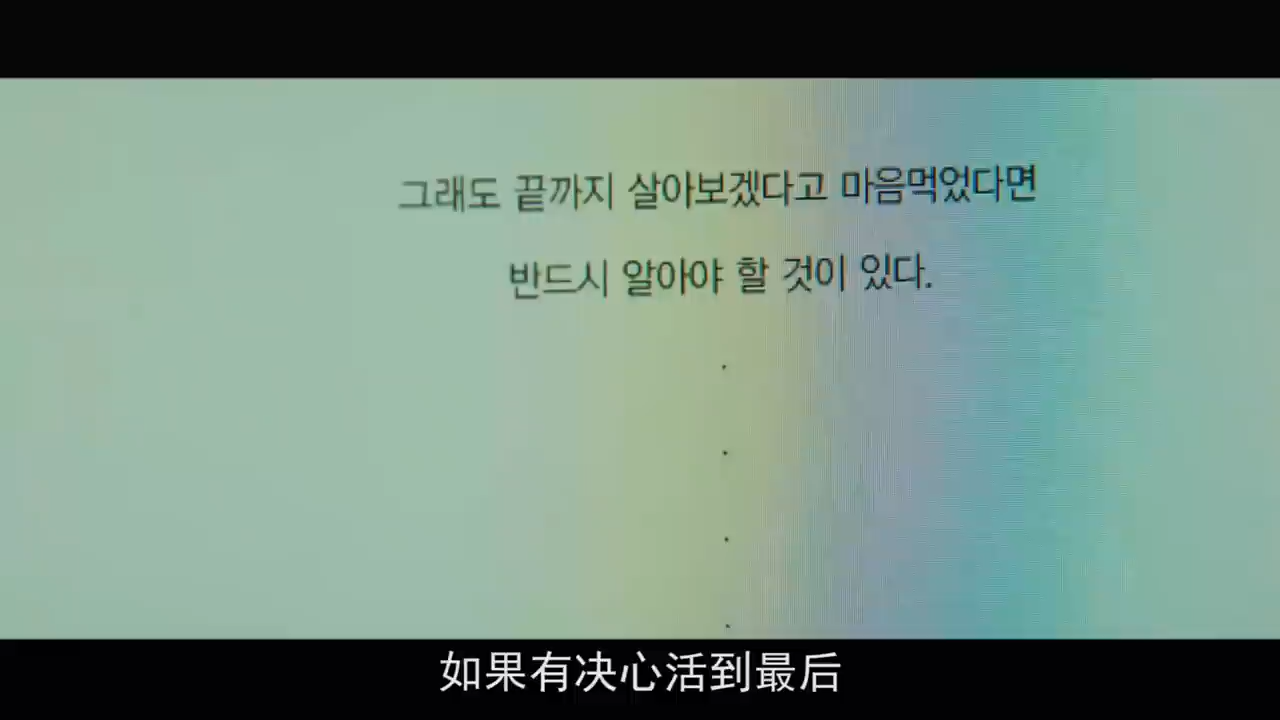 그래도 끝까지 살아보겠다고 마음먹었다면
반드시 알아야 할 것이 있다.
.
.
.
.
如果有决心活到最后